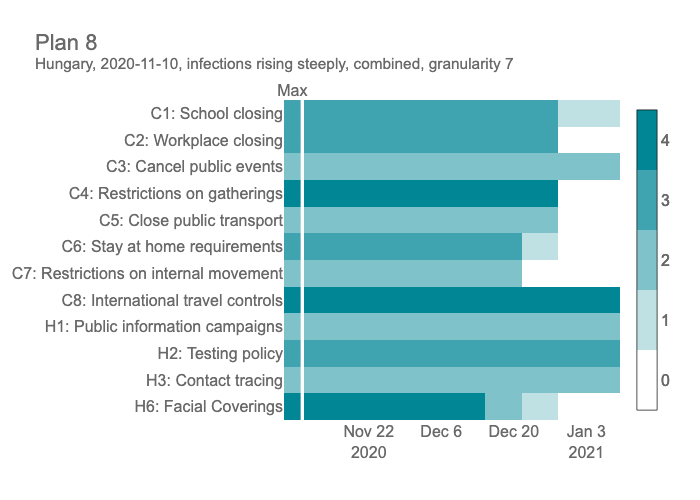 Plan 8
Hungary, 2020-11-10, infections rising steeply, combined, granularity 7
Max
C1: School closing
C2: Workplace closing
C3: Cancel public events
C4: Restrictions on gatherings
C5: Close public transport
C6: Stay at home requirements
C7: Restrictions on internal movement
C8: International travel controls
H1: Public information campaigns
H2: Testing policy
H3: Contact tracing
H6: Facial Coverings
Nov 22 Dec 6 Dec 20 Jan 3
2020 2021
4
3
2
1
0